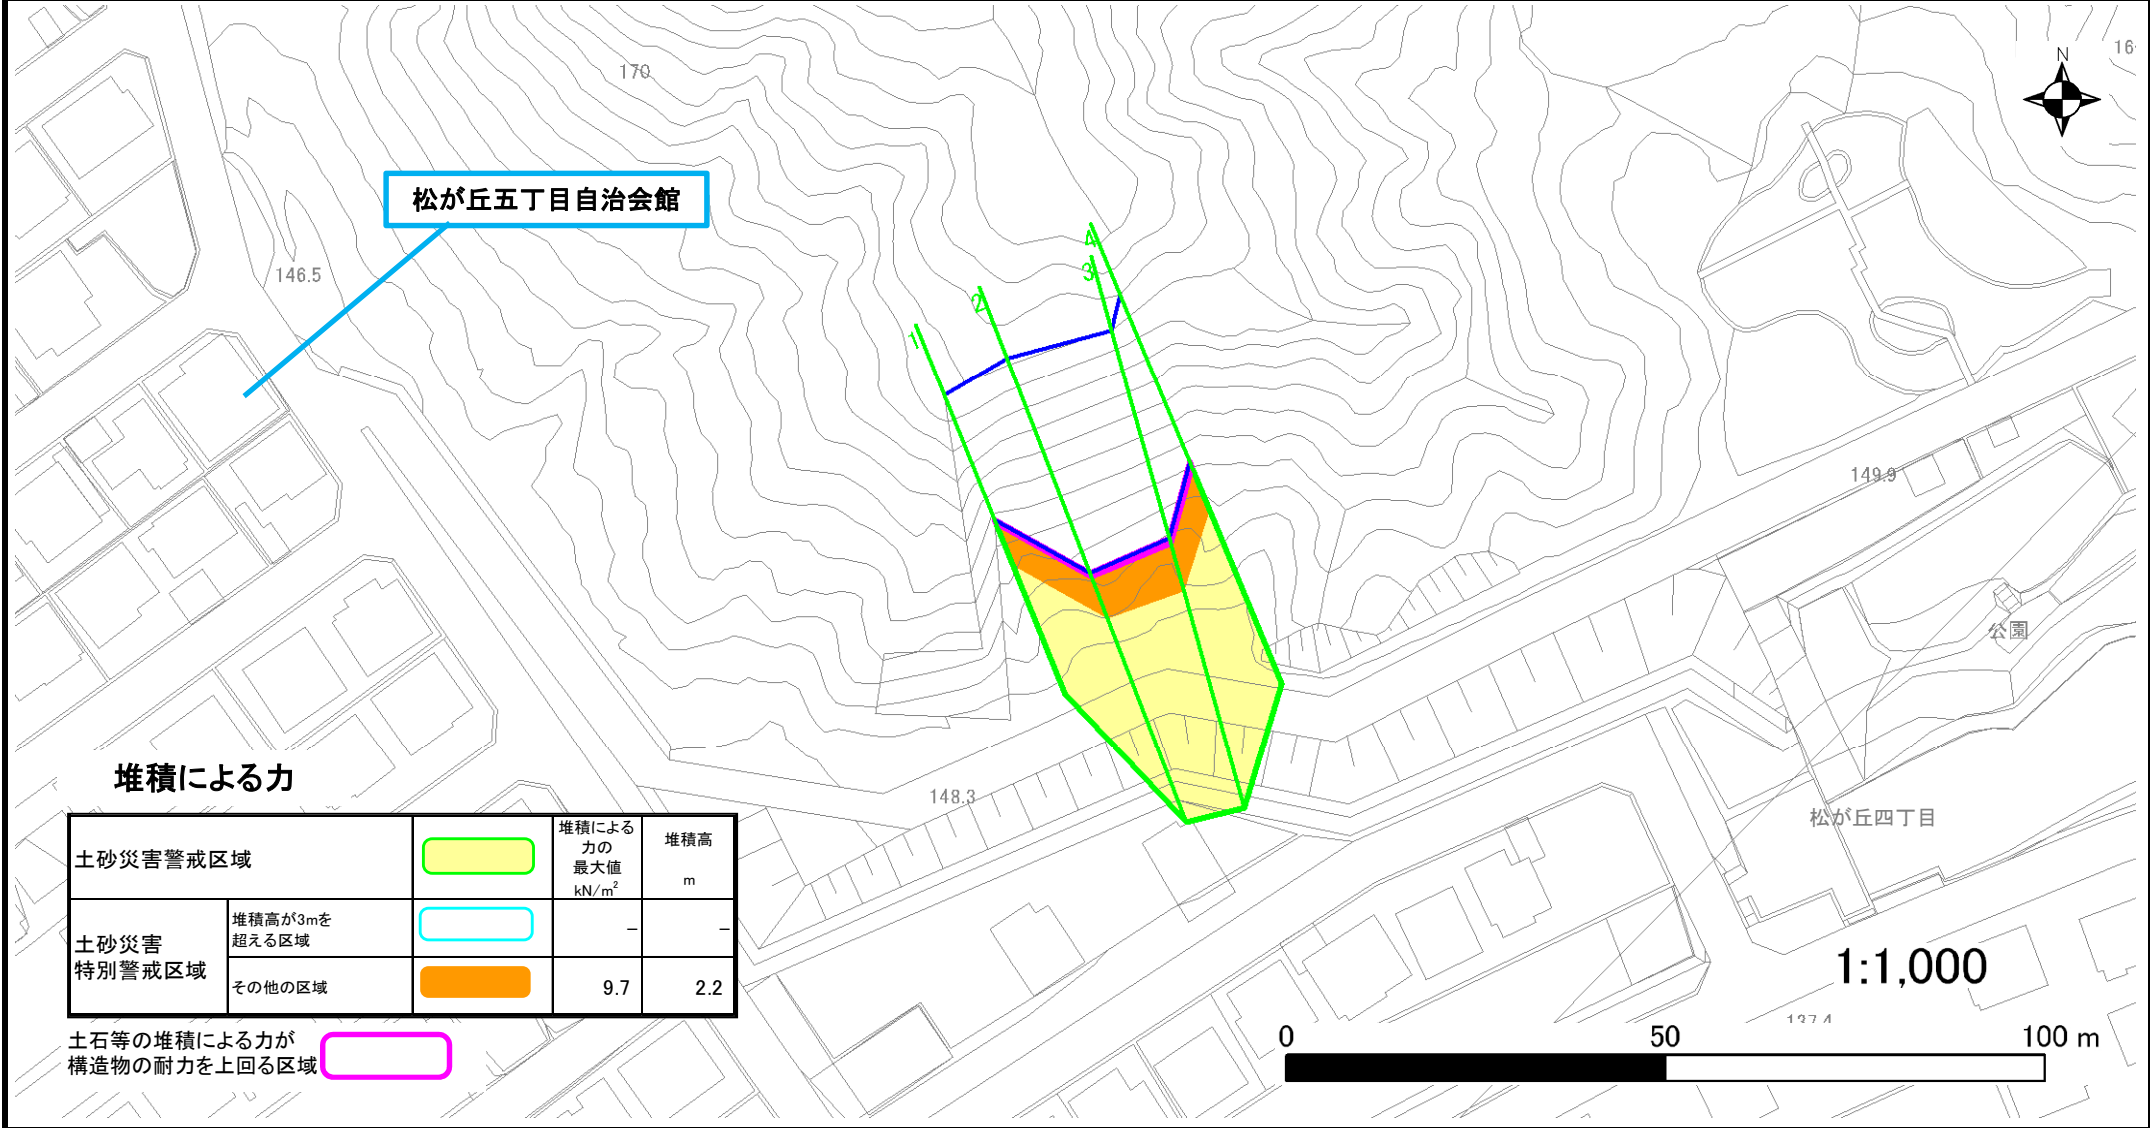 170
16
N
松が丘五丁目自治会館
146.5
4
3
2
1
149.9
公園
148.3
松が丘四丁目
堆積による力
土砂災害警戒区域
堆積による
力の
最大値
kN/m²
堆積高
m
土砂災害
特別警戒区域
堆積高が3mを
超える区域
－
－
その他の区域
9.7
2.2
土石等の堆積による力が
構造物の耐力を上回る区域
1:1,000
137.4
0
50
100 m